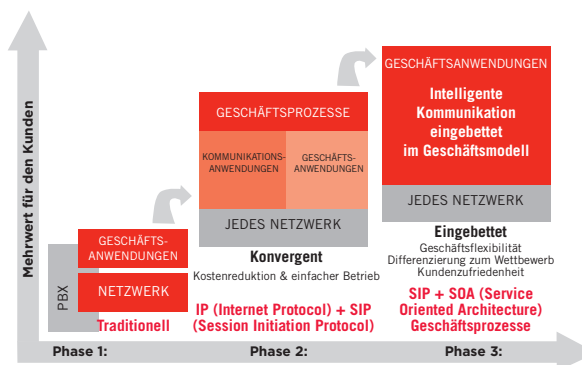 Mehrwert für den Kunden
PBX
GESCHÄFTS-
ANWENDUNGEN
NETZWERK
Traditionell
Phase 1:
GESCHÄFTSPROZESSE
KOMMUNIKATIONS-
ANWENDUNGEN
GESCHÄFTS-
ANWENDUNGEN
JEDES NETZWERK
Konvergent
Kostenreduktion & einfacher Betrieb
IP (Internet Protocol) + SIP
(Session Initiation Protocol)
Phase 2:
GESCHÄFTSANWENDUNGEN
Intelligente
Kommunikation
eingebettet
im Geschäftsmodell
JEDES NETZWERK
Eingebettet
Geschäftsflexibilität
Differenzierung zum Wettbewerb
Kundenzufriedenheit
SIP + SOA (Service
Oriented Architecture)
Geschäftsprozesse
Phase 3: